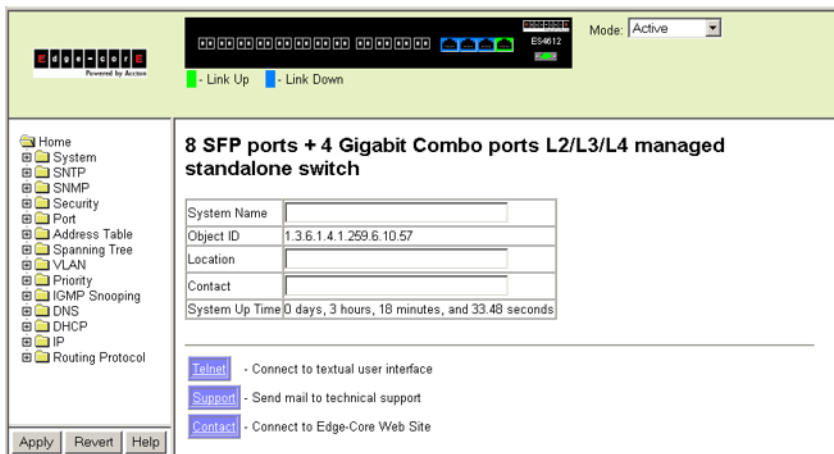 Edge-corE
Powered by Accton
ES4612
Mode: Active
- Link Up - Link Down
Home
System
SNTP
SNMP
Security
Port
Address Table
Spanning Tree
VLAN
Priority
IGMP Snooping
DNS
DHCP
IP
Routing Protocol
Apply Revert Help
8 SFP ports + 4 Gigabit Combo ports L2/L3/L4 managed
standalone switch
System Name
Object ID 1.3.6.1.4.1.259.6.10.57
Location
Contact
System Up Time 0 days, 3 hours, 18 minutes, and 33.48 seconds
Telnet - Connect to textual user interface
Support - Send mail to technical support
Contact - Connect to Edge-Core Web Site